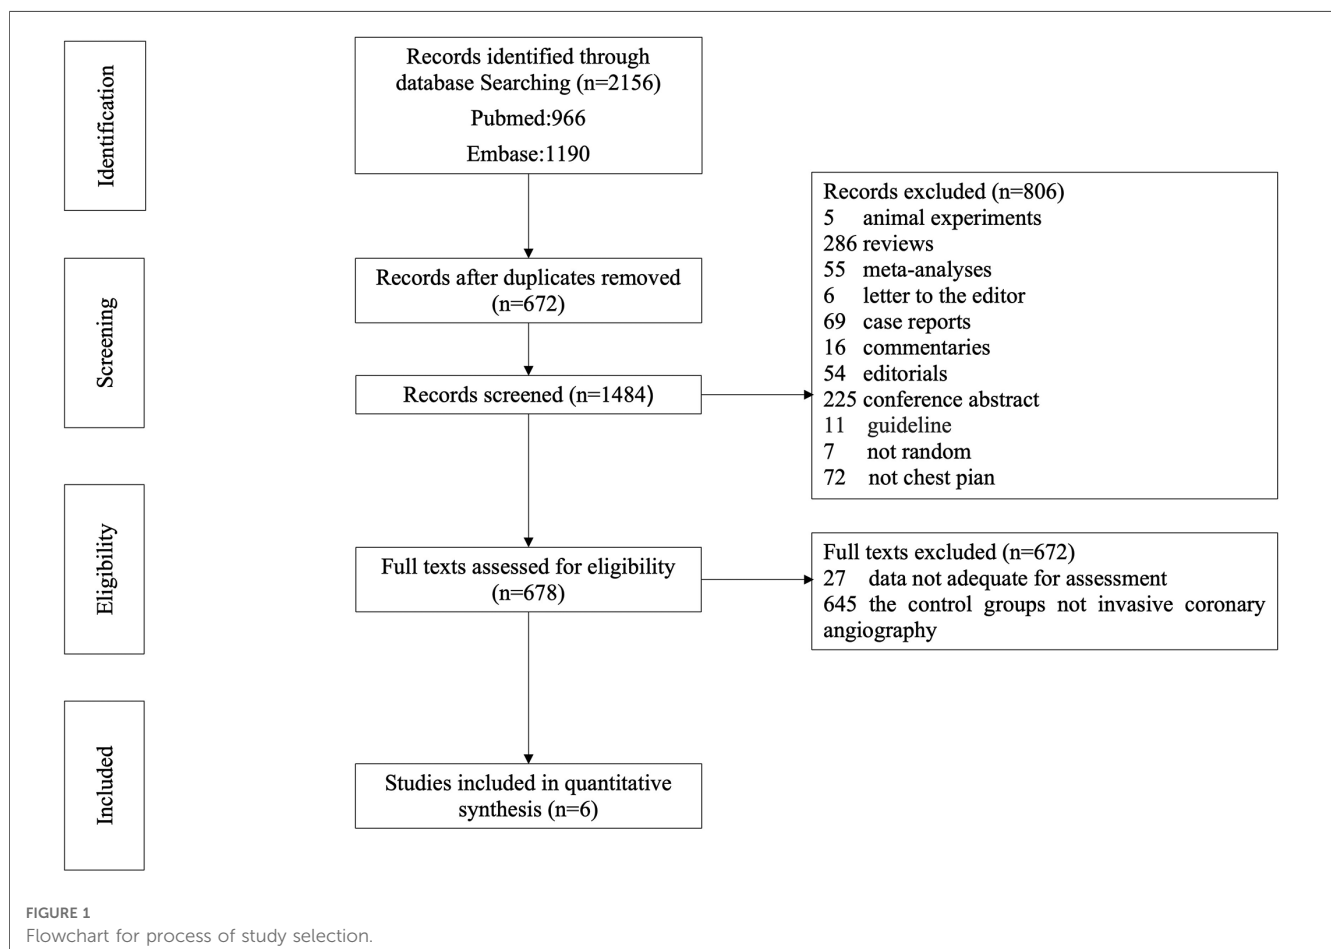 Identification
Records identified through
database Searching (n=2156)
Pubmed:966
Embase:1190
Screening
Records after duplicates removed
(n=672)
Records screened (n=1484)
Records excluded (n=806)
5 animal experiments
286 reviews
55 meta-analyses
6 letter to the editor
69 case reports
16 commentaries
54 editorials
225 conference abstract
11 guideline
7 not random
72 not chest pian
Eligibility
Full texts assessed for eligibility
(n=678)
Full texts excluded (n=672)
27 data not adequate for assessment
645 the control groups not invasive coronary
angiography
Included
Studies included in quantitative
synthesis (n=6)
FIGURE 1
Flowchart for process of study selection.